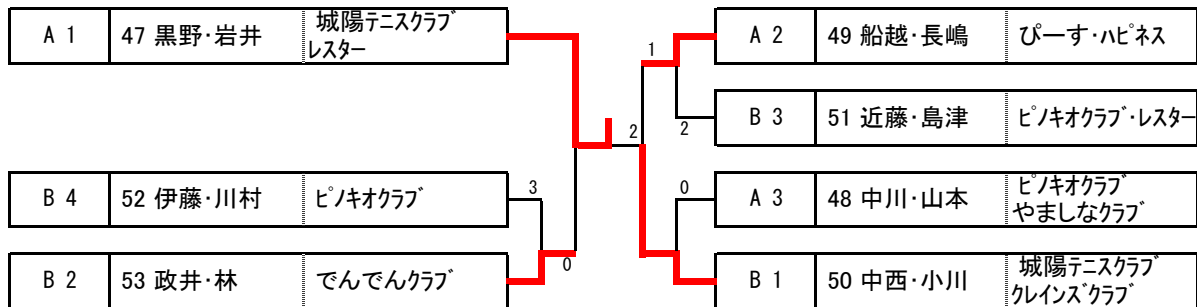 A 1 47 黒野・岩井 城陽テニスクラブ
レスター
B 4 52 伊藤・川村 ピノキオクラブ
B 2 53 政井・林 でんでんクラブ
3
0
2
1
2
0
A 2 49 船越・長嶋 ぴーす・ハピネス
B 3 51 近藤・島津 ピノキオクラブ・レスター
A 3 48 中川・山本 ピノキオクラブ
やましなクラブ
B 1 50 中西・小川 城陽テニスクラブ
クレインズクラブ